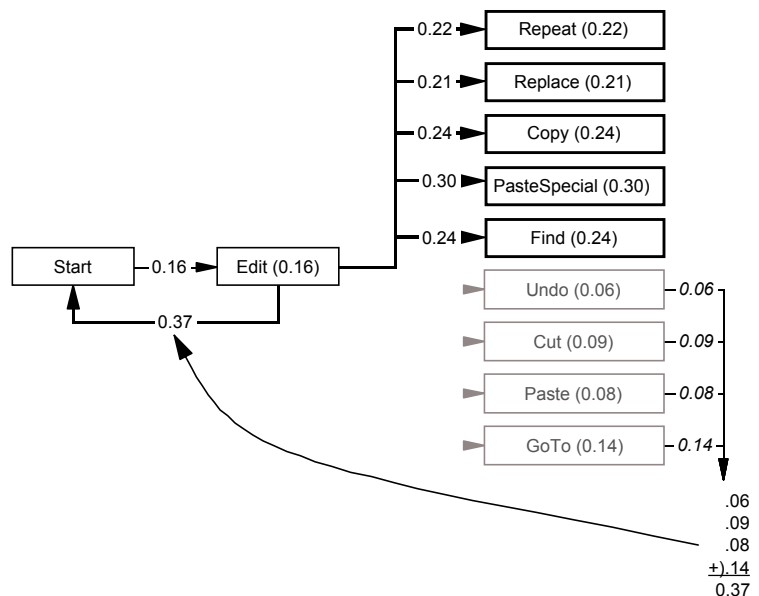 0.22
Repeat (0.22)
0.21
Replace (0.21)
0.24
Copy (0.24)
0.30
PasteSpecial (0.30)
0.24
Find (0.24)
Start
0.16
Edit (0.16)
0.37
Undo (0.06)
0.06
Cut (0.09)
0.09
Paste (0.08)
0.08
GoTo (0.14)
0.14
.06
.09
.08
+).14
0.37